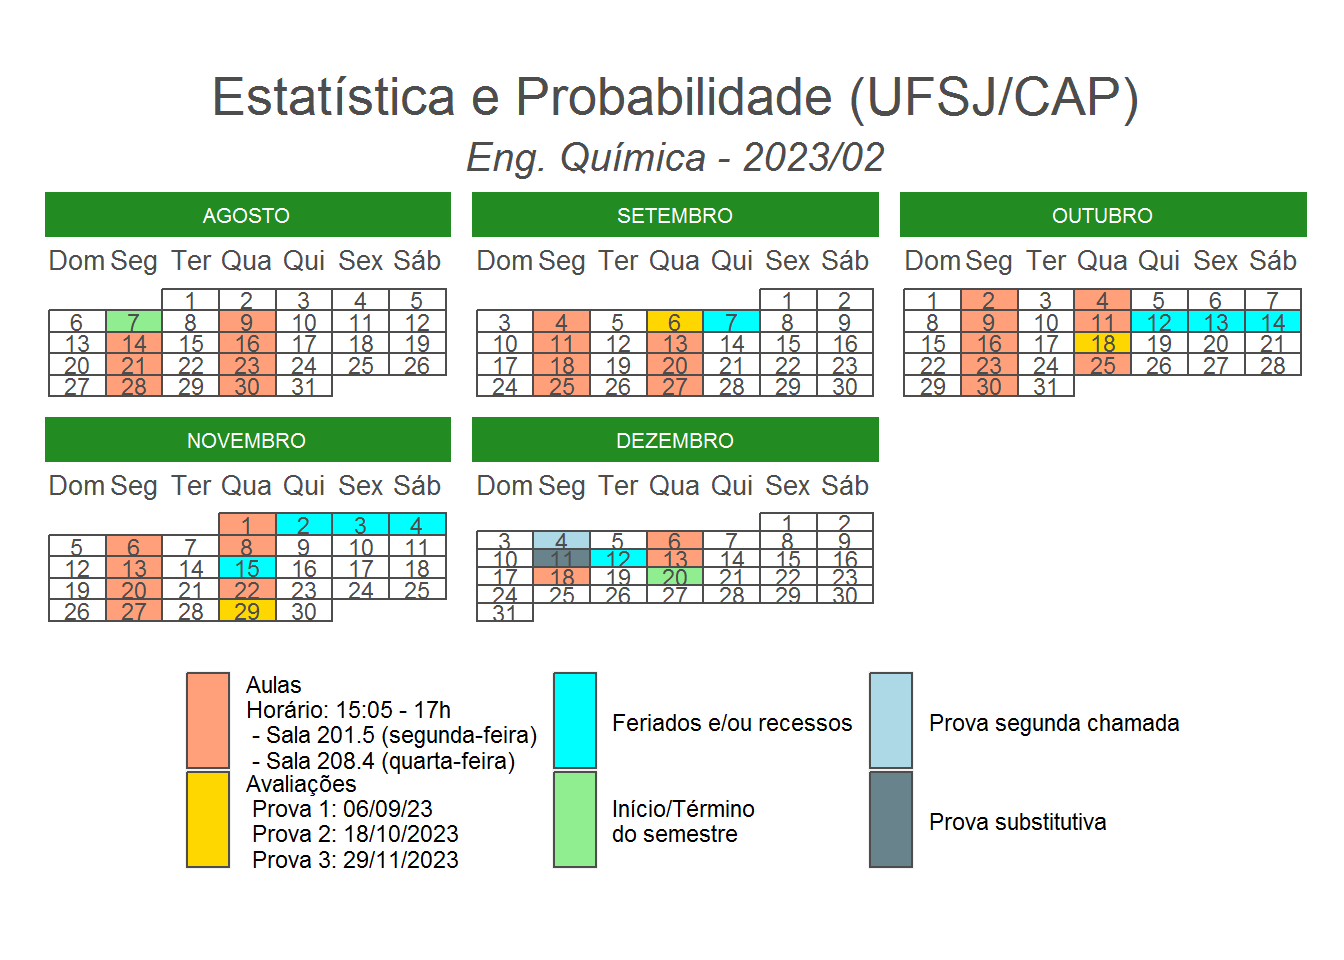 Estatística e Probabilidade (UFSJ/CAP)
Eng. Química - 2023/02
AGOSTO
Dom Seg Ter Qua Qui Sex Sáb
1 2 3 4 5
6 7 8 9 10 11 12
13 14 15 16 17 18 19
20 21 22 23 24 25 26
27 28 29 30 31
SETEMBRO
Dom Seg Ter Qua Qui Sex Sáb
1 2
3 4 5 6 7 8 9
10 11 12 13 14 15 16
17 18 19 20 21 22 23
24 25 26 27 28 29 30
OUTUBRO
Dom Seg Ter Qua Qui Sex Sáb
1 2 3 4 5 6 7
8 9 10 11 12 13 14
15 16 17 18 19 20 21
22 23 24 25 26 27 28
29 30 31
NOVEMBRO
Dom Seg Ter Qua Qui Sex Sáb
1 2 3 4
5 6 7 8 9 10 11
12 13 14 15 16 17 18
19 20 21 22 23 24 25
26 27 28 29 30
DEZEMBRO
Dom Seg Ter Qua Qui Sex Sáb
1 2
3 4 5 6 7 8 9
10 11 12 13 14 15 16
17 18 19 20 21 22 23
24 25 26 27 28 29 30
31
Aulas
Horário: 15:05 - 17h
- Sala 201.5 (segunda-feira)
- Sala 208.4 (quarta-feira)
Avaliações
Prova 1: 06/09/23
Prova 2: 18/10/2023
Prova 3: 29/11/2023
Feriados e/ou recessos
Início/Término
do semestre
Prova segunda chamada
Prova substitutiva